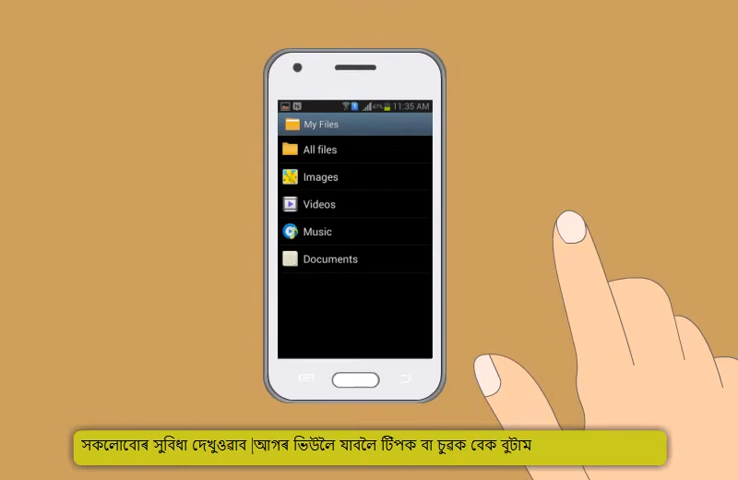 11:35 AM
My Files
All files
Images
Videos
Music
Documents
সকলোবোৰ সুবিধা দেখুওৱাব |আগৰ ভিউলৈ যাবলৈ টিপক বা চুৱক বেক বুটাম